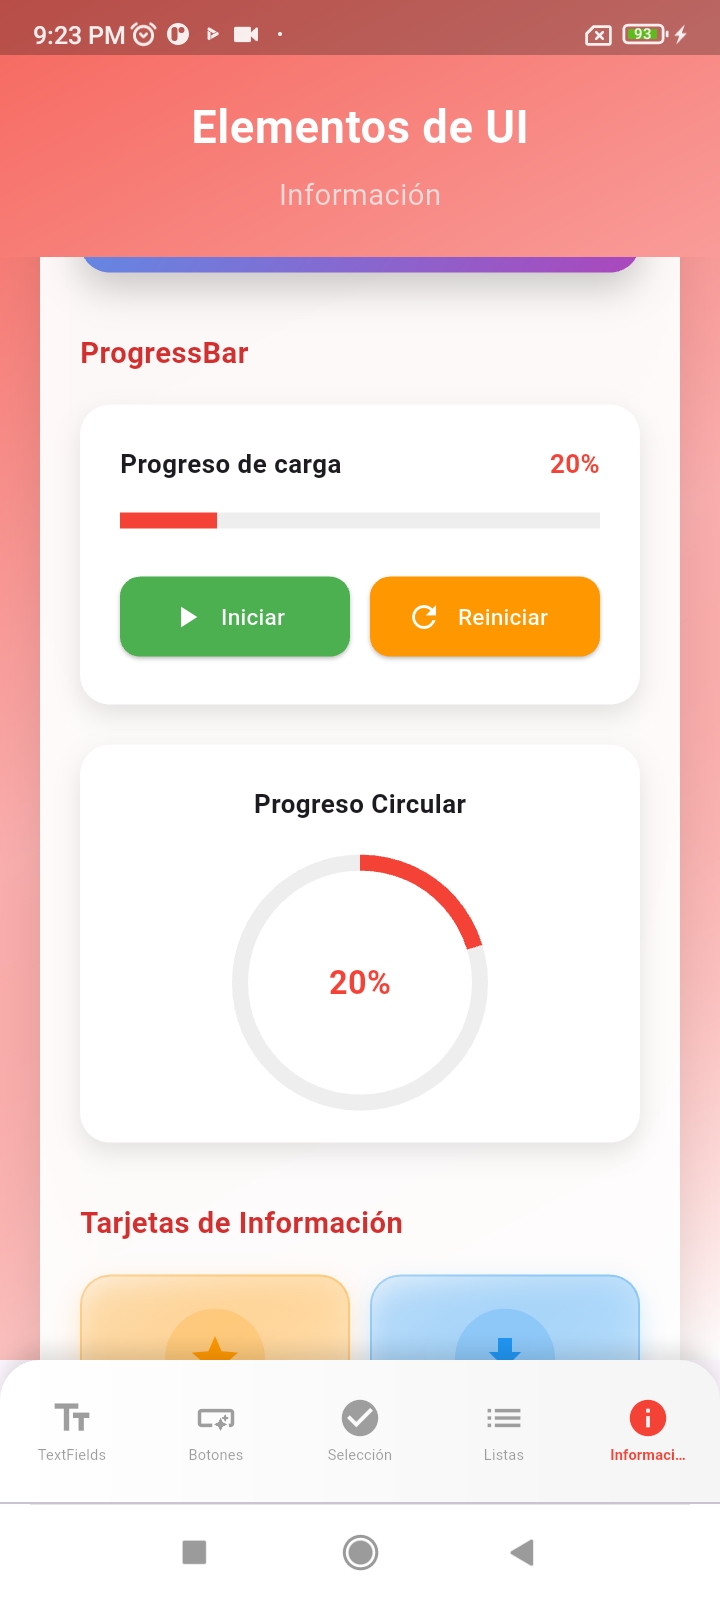 9:23 PM
93
Elementos de UI
Información
ProgressBar
Progreso de carga 20%
Iniciar Reiniciar
Progreso Circular
20%
Tarjetas de Información
TextFields Botones Selección Listas Informaci...